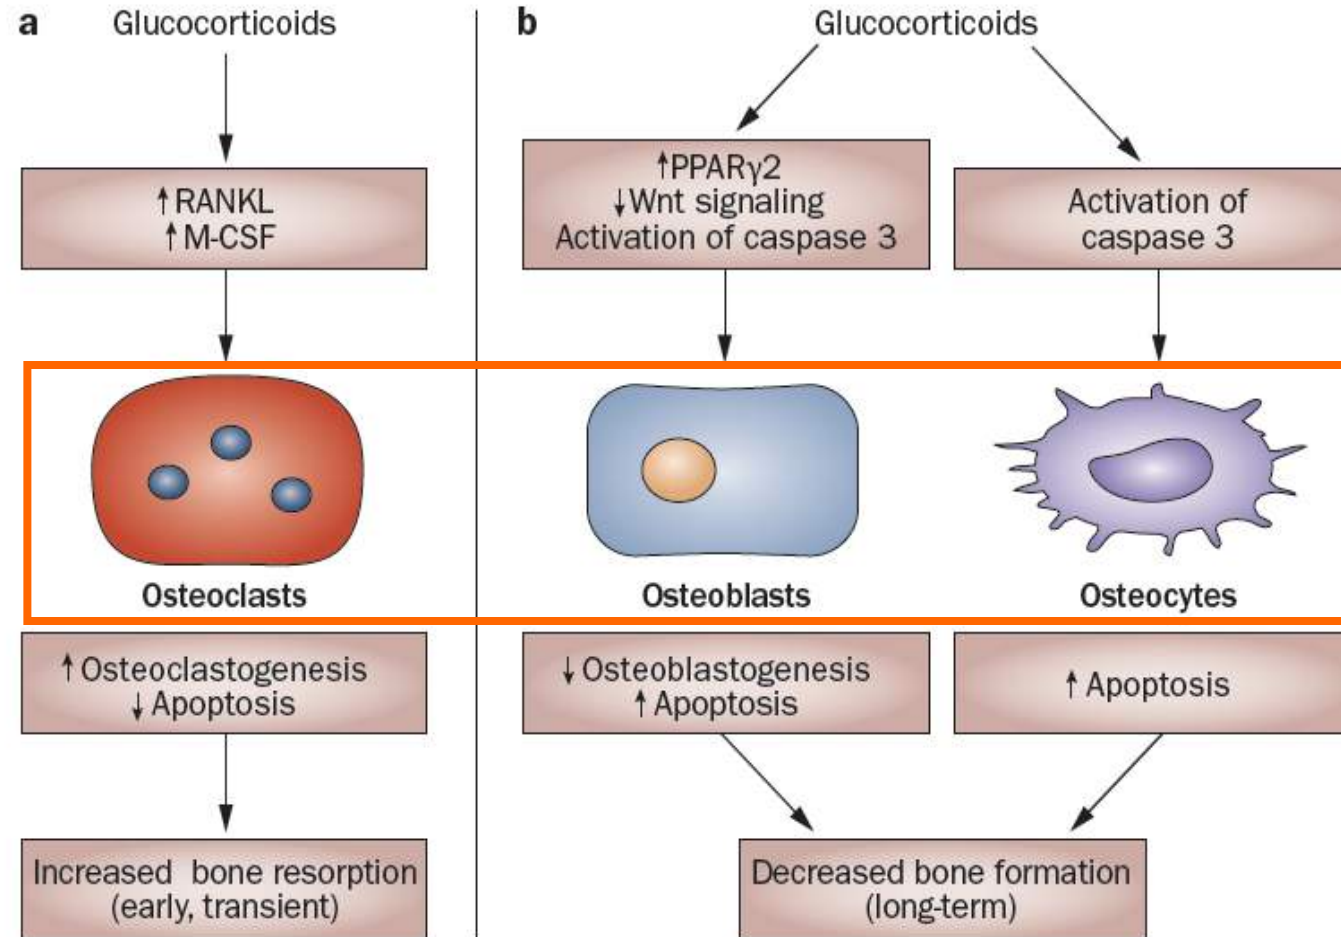 a
Glucocorticoids
↑RANKL
↑M-CSF
Osteoclasts
↑Osteoclastogenesis
↓Apoptosis
Increased bone resorption
(early, transient)
b
Glucocorticoids
↑PPARγ2
↓Wnt signaling
Activation of caspase 3
Activation of
caspase 3
Osteoblasts
Osteocytes
↓Osteoblastogenesis
↑Apoptosis
↑Apoptosis
Decreased bone formation
(long-term)